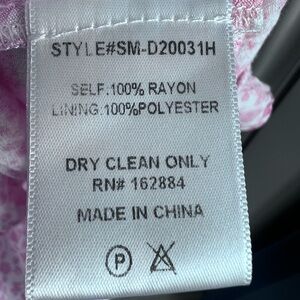 STYLE#SM-D20031H
SELF:100% RAYON
LINING:100%POLYESTER
DRY CLEAN ONLY
RN# 162884
MADE IN CHINA
P